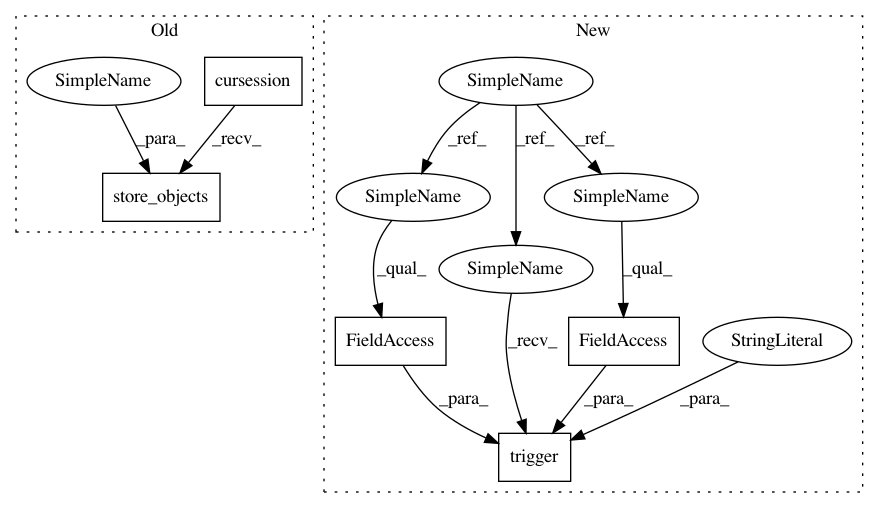 Old
New
SimpleName
cursession
SimpleName
_para_
_recv_
_ref_
_ref_
_ref_
store_objects
SimpleName
SimpleName
_qual_
SimpleName
_qual_
FieldAccess
_recv_
FieldAccess
StringLiteral
_para_
_para_
_para_
trigger